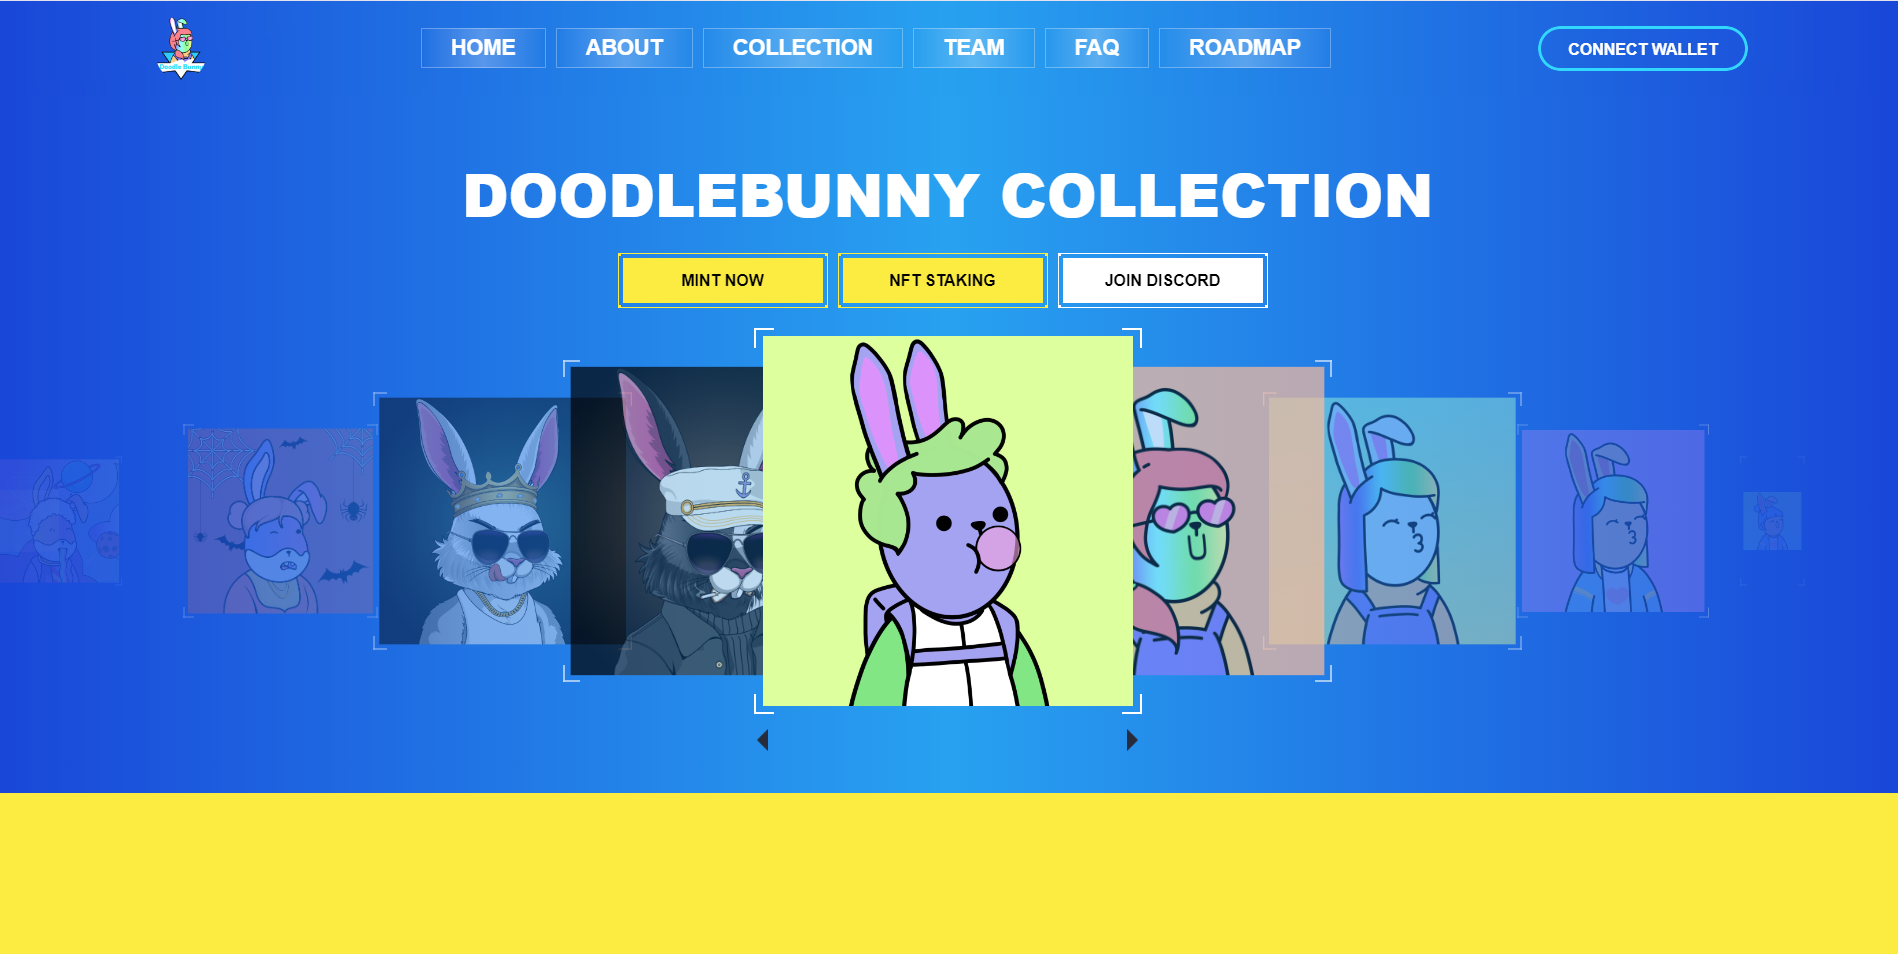 Doodle Bunny
HOME
ABOUT
COLLECTION
TEAM
FAQ
ROADMAP
CONNECT WALLET
DOODLEBUNNY COLLECTION
MINT NOW
NFT STAKING
JOIN DISCORD